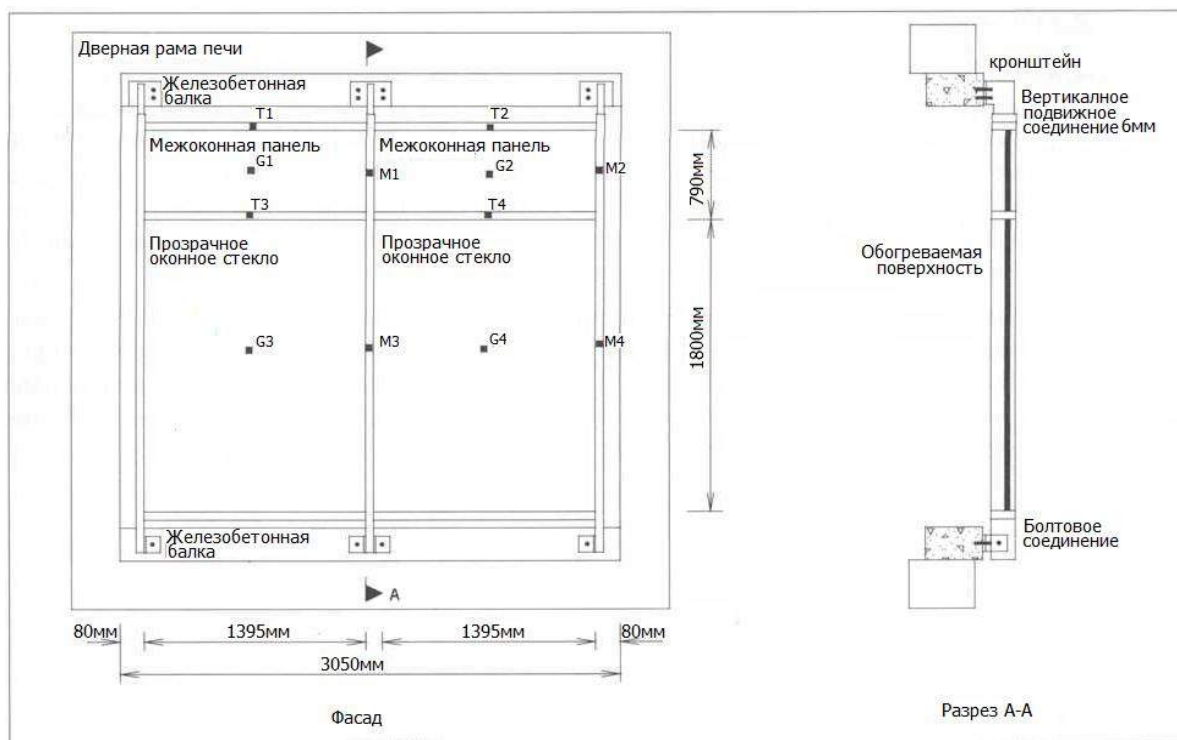 Дверная рама печи
Железобетонная
балка
T1
T2
Межоконная панель
Межоконная панель
G1
M1
G2
M2
T3
T4
Прозрачное
оконное стекло
Прозрачное
оконное стекло
G3
M3
G4
M4
790мм
1800мм
Железобетонная
балка
A
80мм
1395мм
1395мм
80мм
3050мм
Фасад
кронштейн
Вертикалное
подвижное
соединение 6мм
Обогреваемая
поверхность
Болтовое
соединение
Разрез А-А